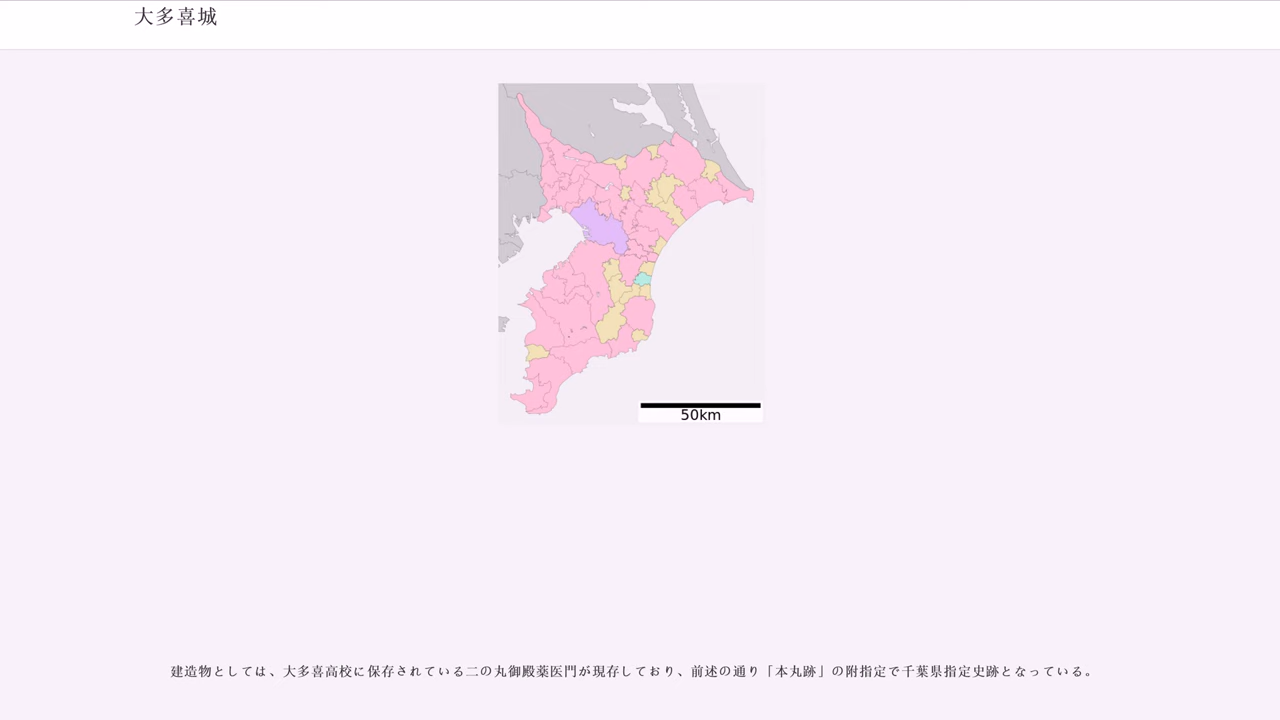 大多喜城
50km
建造物としては、大多喜高校に保存されている二の丸御殿薬医門が現存しており、前述の通り「本丸跡」の附指定で千葉県指定史跡となっている。